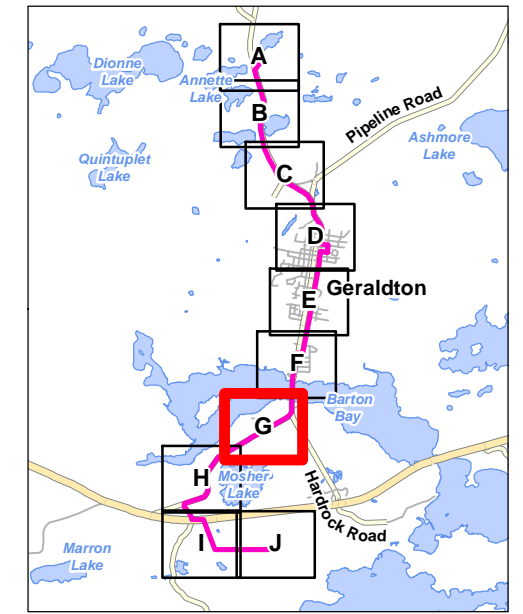 A
Dionne
Lake
Annette
Lake
B
Pipeline Road
Ashmore
Lake
Quintuplet
Lake
C
D
E
Geraldton
F
Barton
Bay
G
H
Mosher
Lake
Hardrock Road
I
J
Marron
Lake